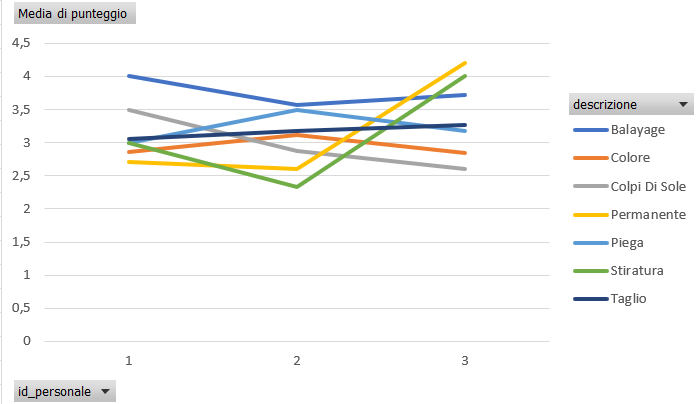 Media di punteggio
4,5
4
3,5
3
2,5
2
1,5
1
0,5
0
1
2
3
id_personale
descrizione
Balayage
Colore
Colpi Di Sole
Permanente
Piega
Stiratura
Taglio